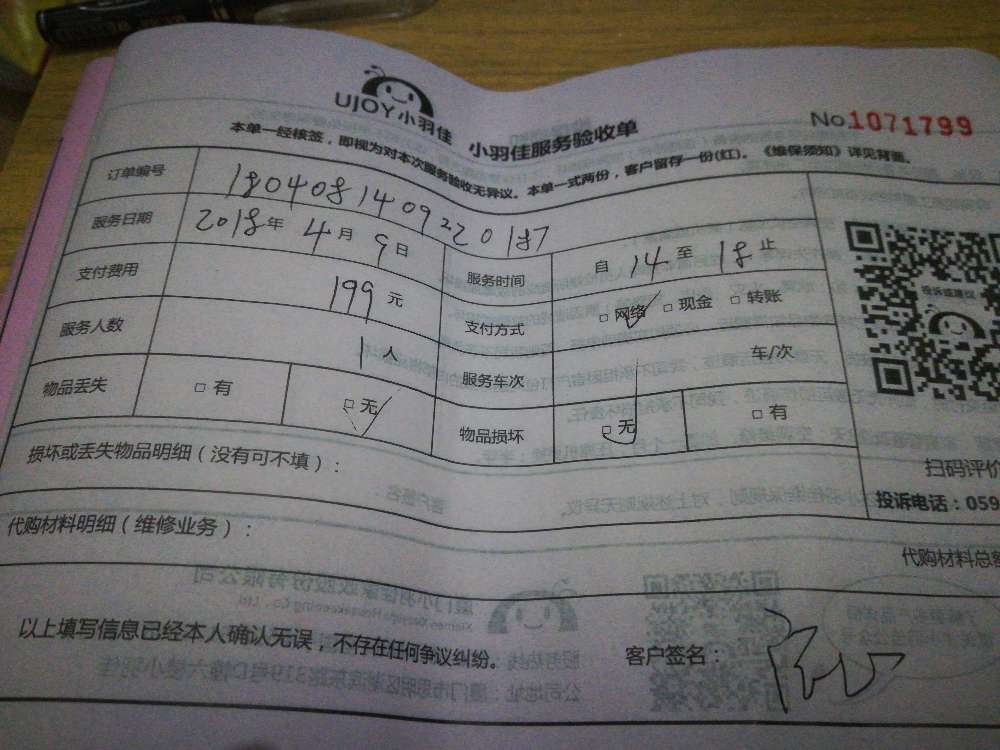 UJOY小羽佳 小羽佳服务验收单 No.1071799
本单一经核签，即视为对本次服务验收无异议。本单一式两份，客户留存一份(红)。《维保须知》详见背面。
订单编号 1804081409220187
服务日期 2018年 4月 9日 服务时间 自 14 至 18 止
支付费用 199 元 支付方式 □ 网络 □ 现金 □ 转账
服务人数 1 人 服务车次 车/次
物品丢失 □ 有 □ 无 物品损坏 □ 无 □ 有
损坏或丢失物品明细（没有可不填）：
扫码评价
投诉电话：059
代购材料明细（维修业务）：
代购材料总额
以上填写信息已经本人确认无误，不存在任何争议纠纷。 客户签名：